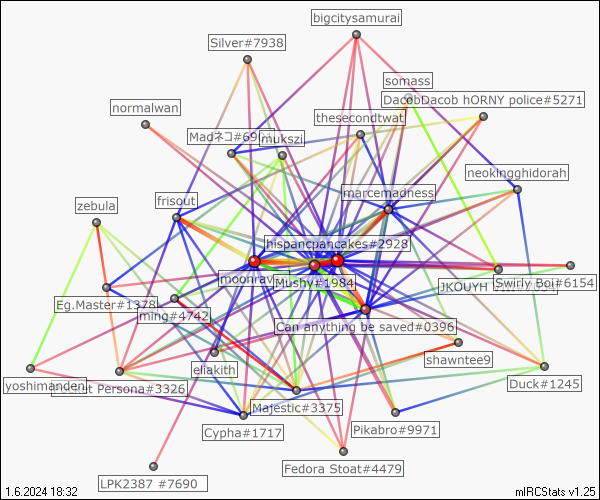 bigcitysamurai
Silver#7938
somass
DacobDacob hORNY police#5271
normalwan
thesecondtwat
Madネコ#69
mukszi
neokingghidorah
marcemadness
frisout
zebula
hispancpancakes#2928
moonrav
Mushy#1984
JKOUYH
Swirly Boi#6154
Eg.Master#1378
ming#4742
Can anything be saved#0396
shawntee9
eliakith
yoshimanden
Persona#3326
Duck#1245
Majestic#3375
Cypha#1717
Pikabro#9971
Fedora Stoat#4479
LPK2387 #7690
1.6.2024 18:32
mIRCStats v1.25